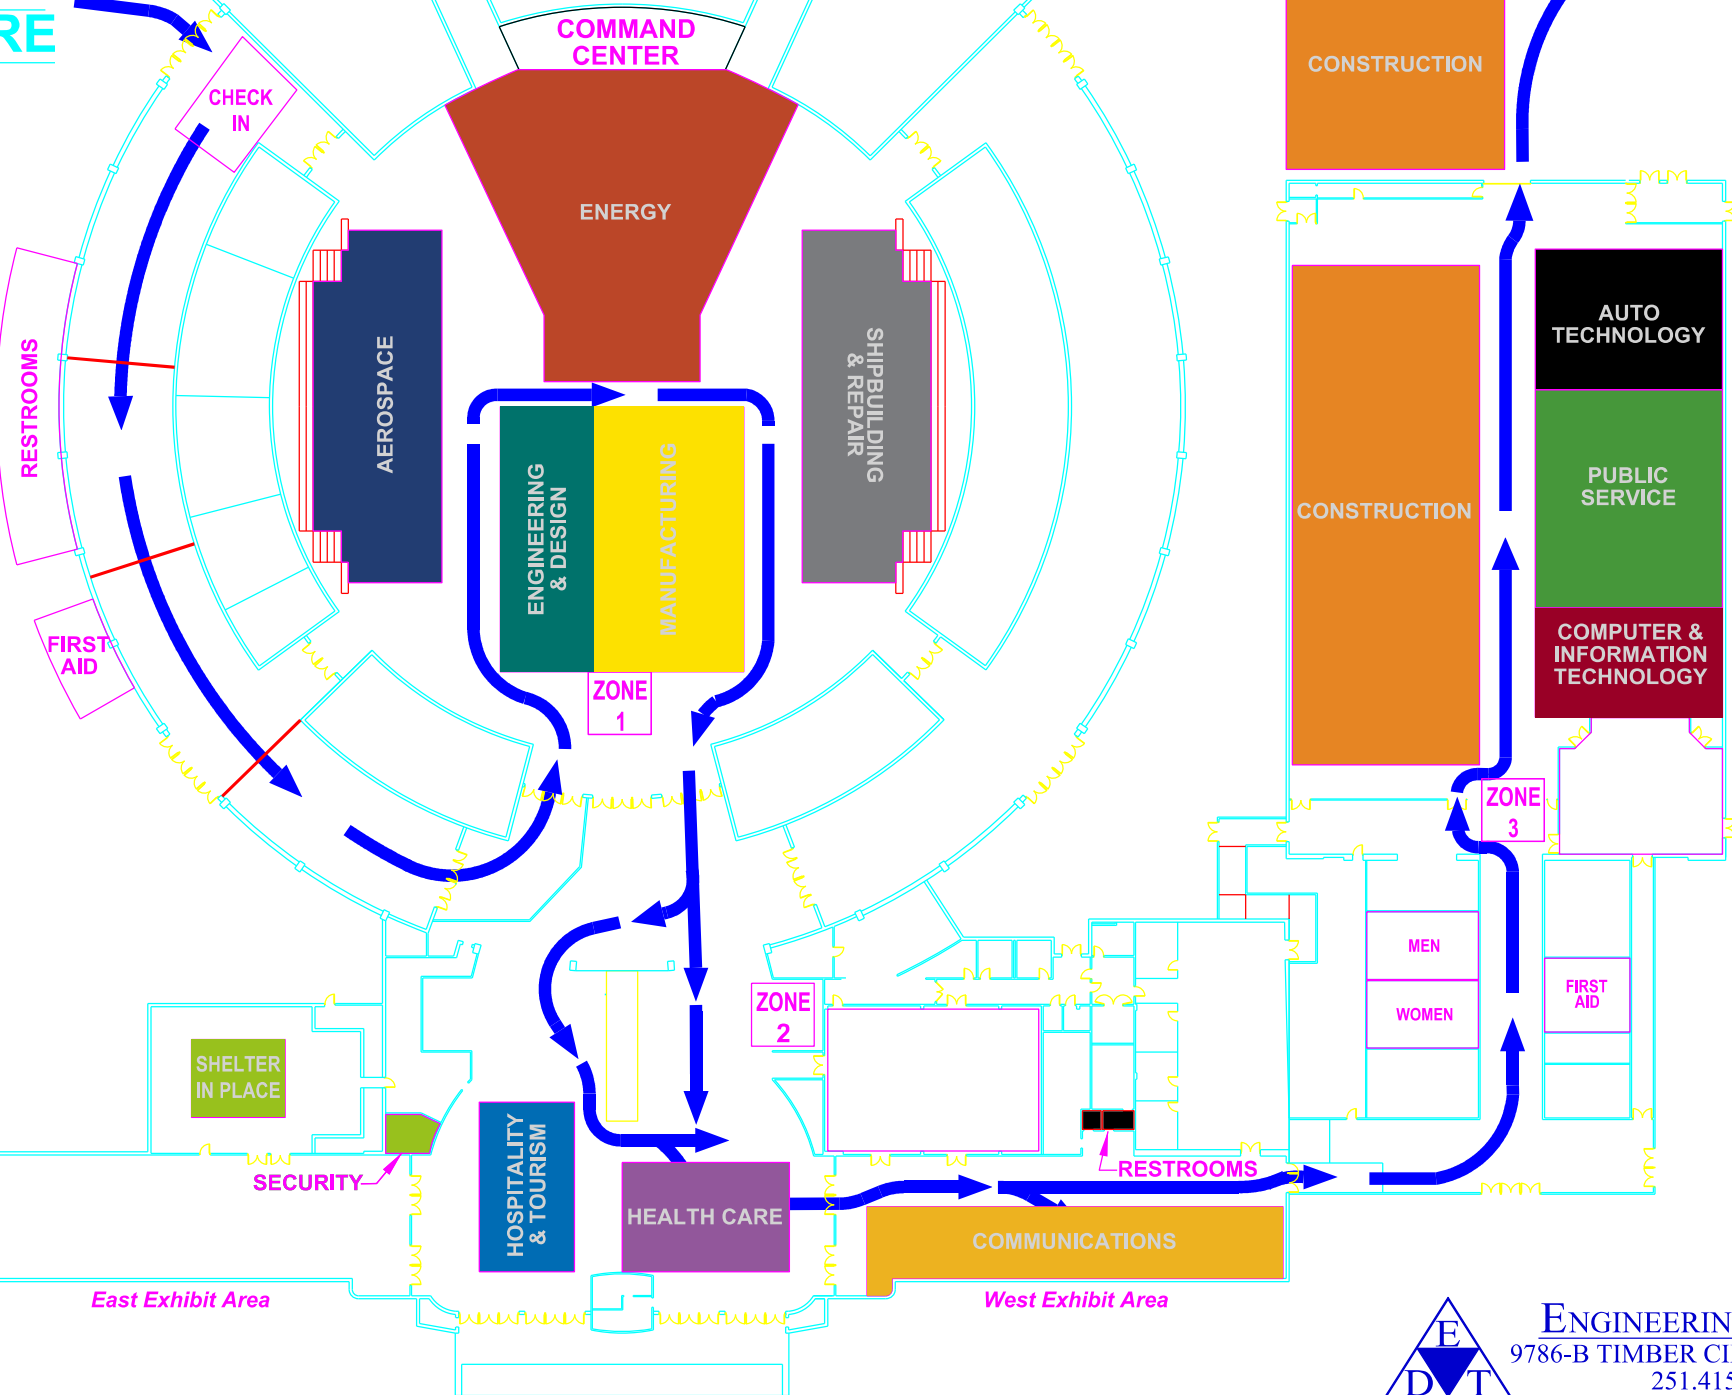 RE
COMMAND
CENTER
CHECK
IN
CONSTRUCTION
ENERGY
RESTROOMS
AEROSPACE
SHIPBUILDING
& REPAIR
ENGINEERING
& DESIGN
MANUFACTURING
AUTO
TECHNOLOGY
CONSTRUCTION
PUBLIC
SERVICE
COMPUTER &
INFORMATION
TECHNOLOGY
FIRST
AID
ZONE
1
ZONE
3
MEN
WOMEN
FIRST
AID
ZONE
2
SHELTER
IN PLACE
SECURITY
HOSPITALITY
& TOURISM
HEALTH CARE
RESTROOMS
COMMUNICATIONS
East Exhibit Area
West Exhibit Area
E
D T
ENGINEERIN
9786-B TIMBER CI
251.415